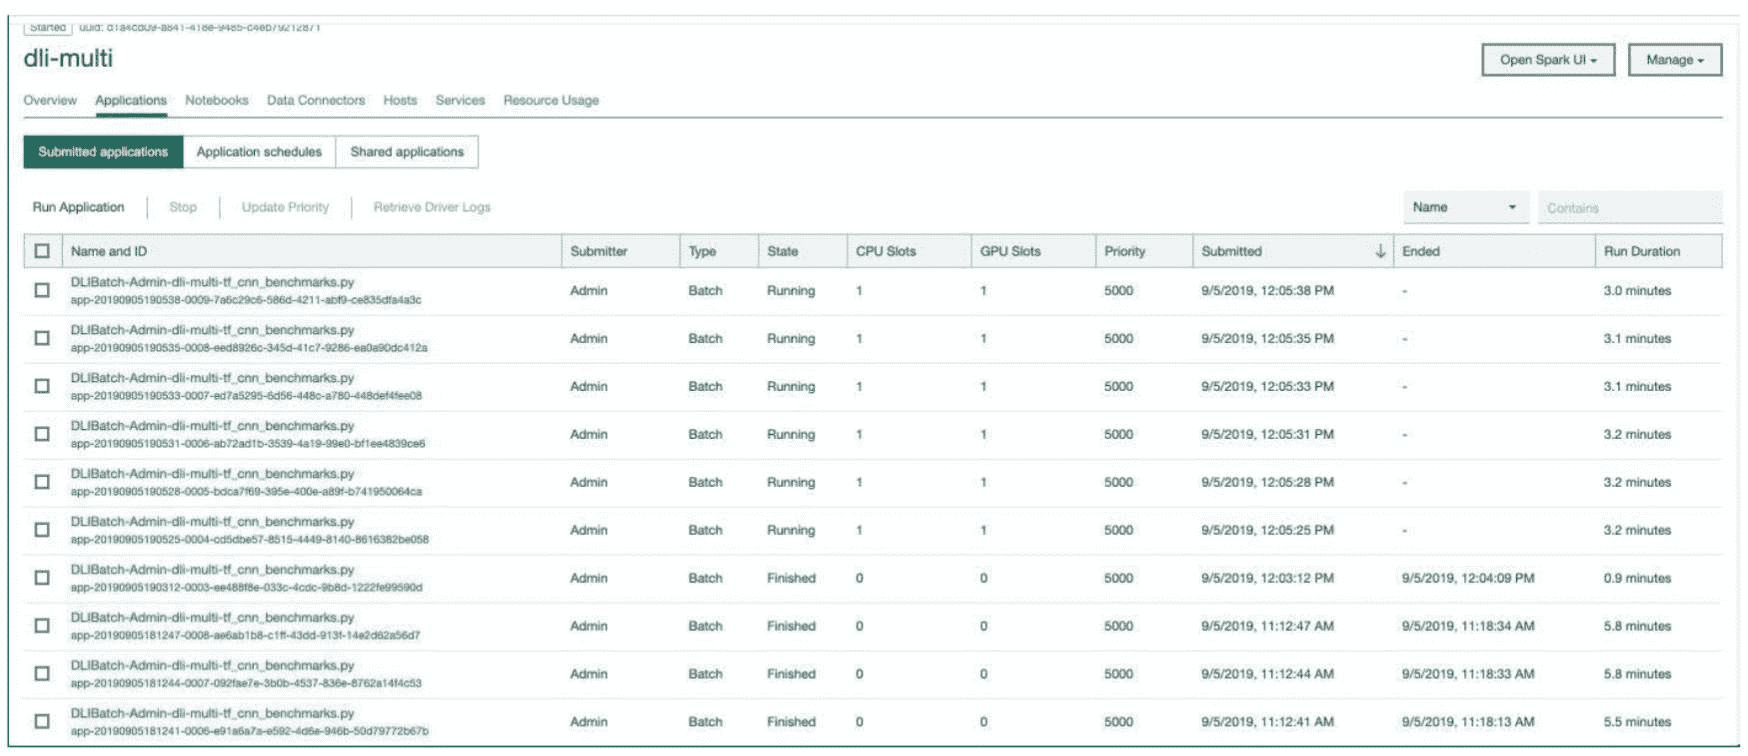 Started uuid: d1a4cd09-a841-418e-9485-c4eb79212871
dli-multi
Open Spark UI Manage
Overview Applications Notebooks Data Connectors Hosts Services Resource Usage
Submitted applications Application schedules Shared applications
Run Application Stop Update Priority Retrieve Driver Logs Name Contains
Name and ID Submitter Type State CPU Slots GPU Slots Priority Submitted ↓ Ended Run Duration
DLIBatch-Admin-dli-multi-tf_cnn_benchmarks.py
app-20190905190538-0009-7a6c29c6-586d-4211-abf9-ce835dfa4a3c
Admin Batch Running 1 1 5000 9/5/2019, 12:05:38 PM - 3.0 minutes
DLIBatch-Admin-dli-multi-tf_cnn_benchmarks.py
app-20190905190535-0008-eed8926c-345d-41c7-9286-ea0a90dc412a
Admin Batch Running 1 1 5000 9/5/2019, 12:05:35 PM - 3.1 minutes
DLIBatch-Admin-dli-multi-tf_cnn_benchmarks.py
app-20190905190533-0007-ed7a5295-6d56-448c-a780-448def4fee08
Admin Batch Running 1 1 5000 9/5/2019, 12:05:33 PM - 3.1 minutes
DLIBatch-Admin-dli-multi-tf_cnn_benchmarks.py
app-20190905190531-0006-ab72ad1b-3539-4a19-99e0-bf1ee4839ce6
Admin Batch Running 1 1 5000 9/5/2019, 12:05:31 PM - 3.2 minutes
DLIBatch-Admin-dli-multi-tf_cnn_benchmarks.py
app-20190905190528-0005-bdca7f69-395e-400e-a89f-b741950064ca
Admin Batch Running 1 1 5000 9/5/2019, 12:05:28 PM - 3.2 minutes
DLIBatch-Admin-dli-multi-tf_cnn_benchmarks.py
app-20190905190525-0004-cd5dbe57-8515-4449-8140-8616382be058
Admin Batch Running 1 1 5000 9/5/2019, 12:05:25 PM - 3.2 minutes
DLIBatch-Admin-dli-multi-tf_cnn_benchmarks.py
app-20190905190312-0003-ee488f8e-033c-4cdc-9b8d-1222fe99590d
Admin Batch Finished 0 0 5000 9/5/2019, 12:03:12 PM 9/5/2019, 12:04:09 PM 0.9 minutes
DLIBatch-Admin-dli-multi-tf_cnn_benchmarks.py
app-20190905181247-0008-ae6ab1b8-c1ff-43dd-913f-14e2d62a56d7
Admin Batch Finished 0 0 5000 9/5/2019, 11:12:47 AM 9/5/2019, 11:18:34 AM 5.8 minutes
DLIBatch-Admin-dli-multi-tf_cnn_benchmarks.py
app-20190905181244-0007-092fae7e-3b0b-4537-836e-8762a14f4c53
Admin Batch Finished 0 0 5000 9/5/2019, 11:12:44 AM 9/5/2019, 11:18:33 AM 5.8 minutes
DLIBatch-Admin-dli-multi-tf_cnn_benchmarks.py
app-20190905181241-0006-e91a6a7a-e592-4d6e-946b-50d79772b67b
Admin Batch Finished 0 0 5000 9/5/2019, 11:12:41 AM 9/5/2019, 11:18:13 AM 5.5 minutes